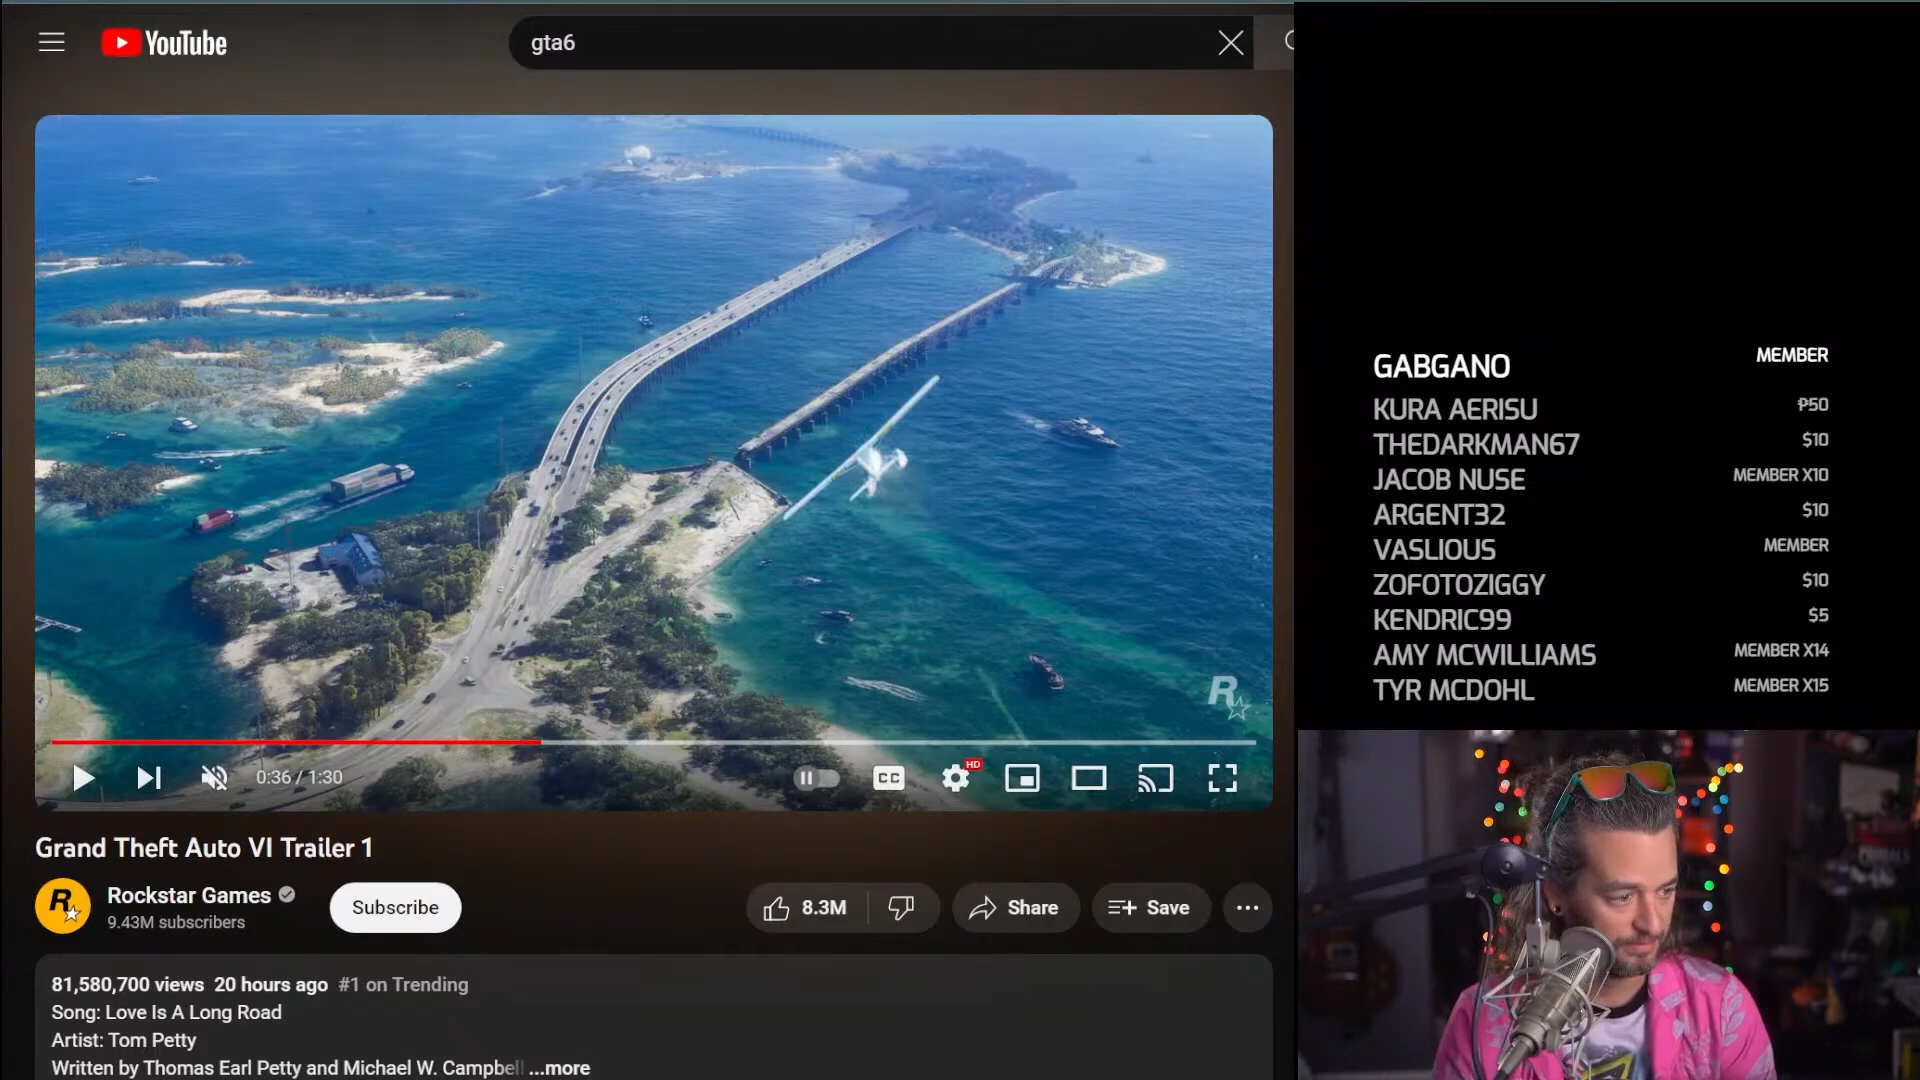 YouTube
gta6
R
CC
HD
0:36 / 1:30
Grand Theft Auto VI Trailer 1
R
Rockstar Games
9.43M subscribers
Subscribe
8.3M
Share
Save
81,580,700 views 20 hours ago #1 on Trending
Song: Love Is A Long Road
Artist: Tom Petty
Written by Thomas Earl Petty and Michael W. Campbell ...more
GABGANO MEMBER
KURA AERISU ₱50
THEDARKMAN67 $10
JACOB NUSE MEMBER X10
ARGENT32 $10
VASLIOUS MEMBER
ZOFOTOZIGGY $10
KENDRIC99 $5
AMY MCWILLIAMS MEMBER X14
TYR MCDOHL MEMBER X15